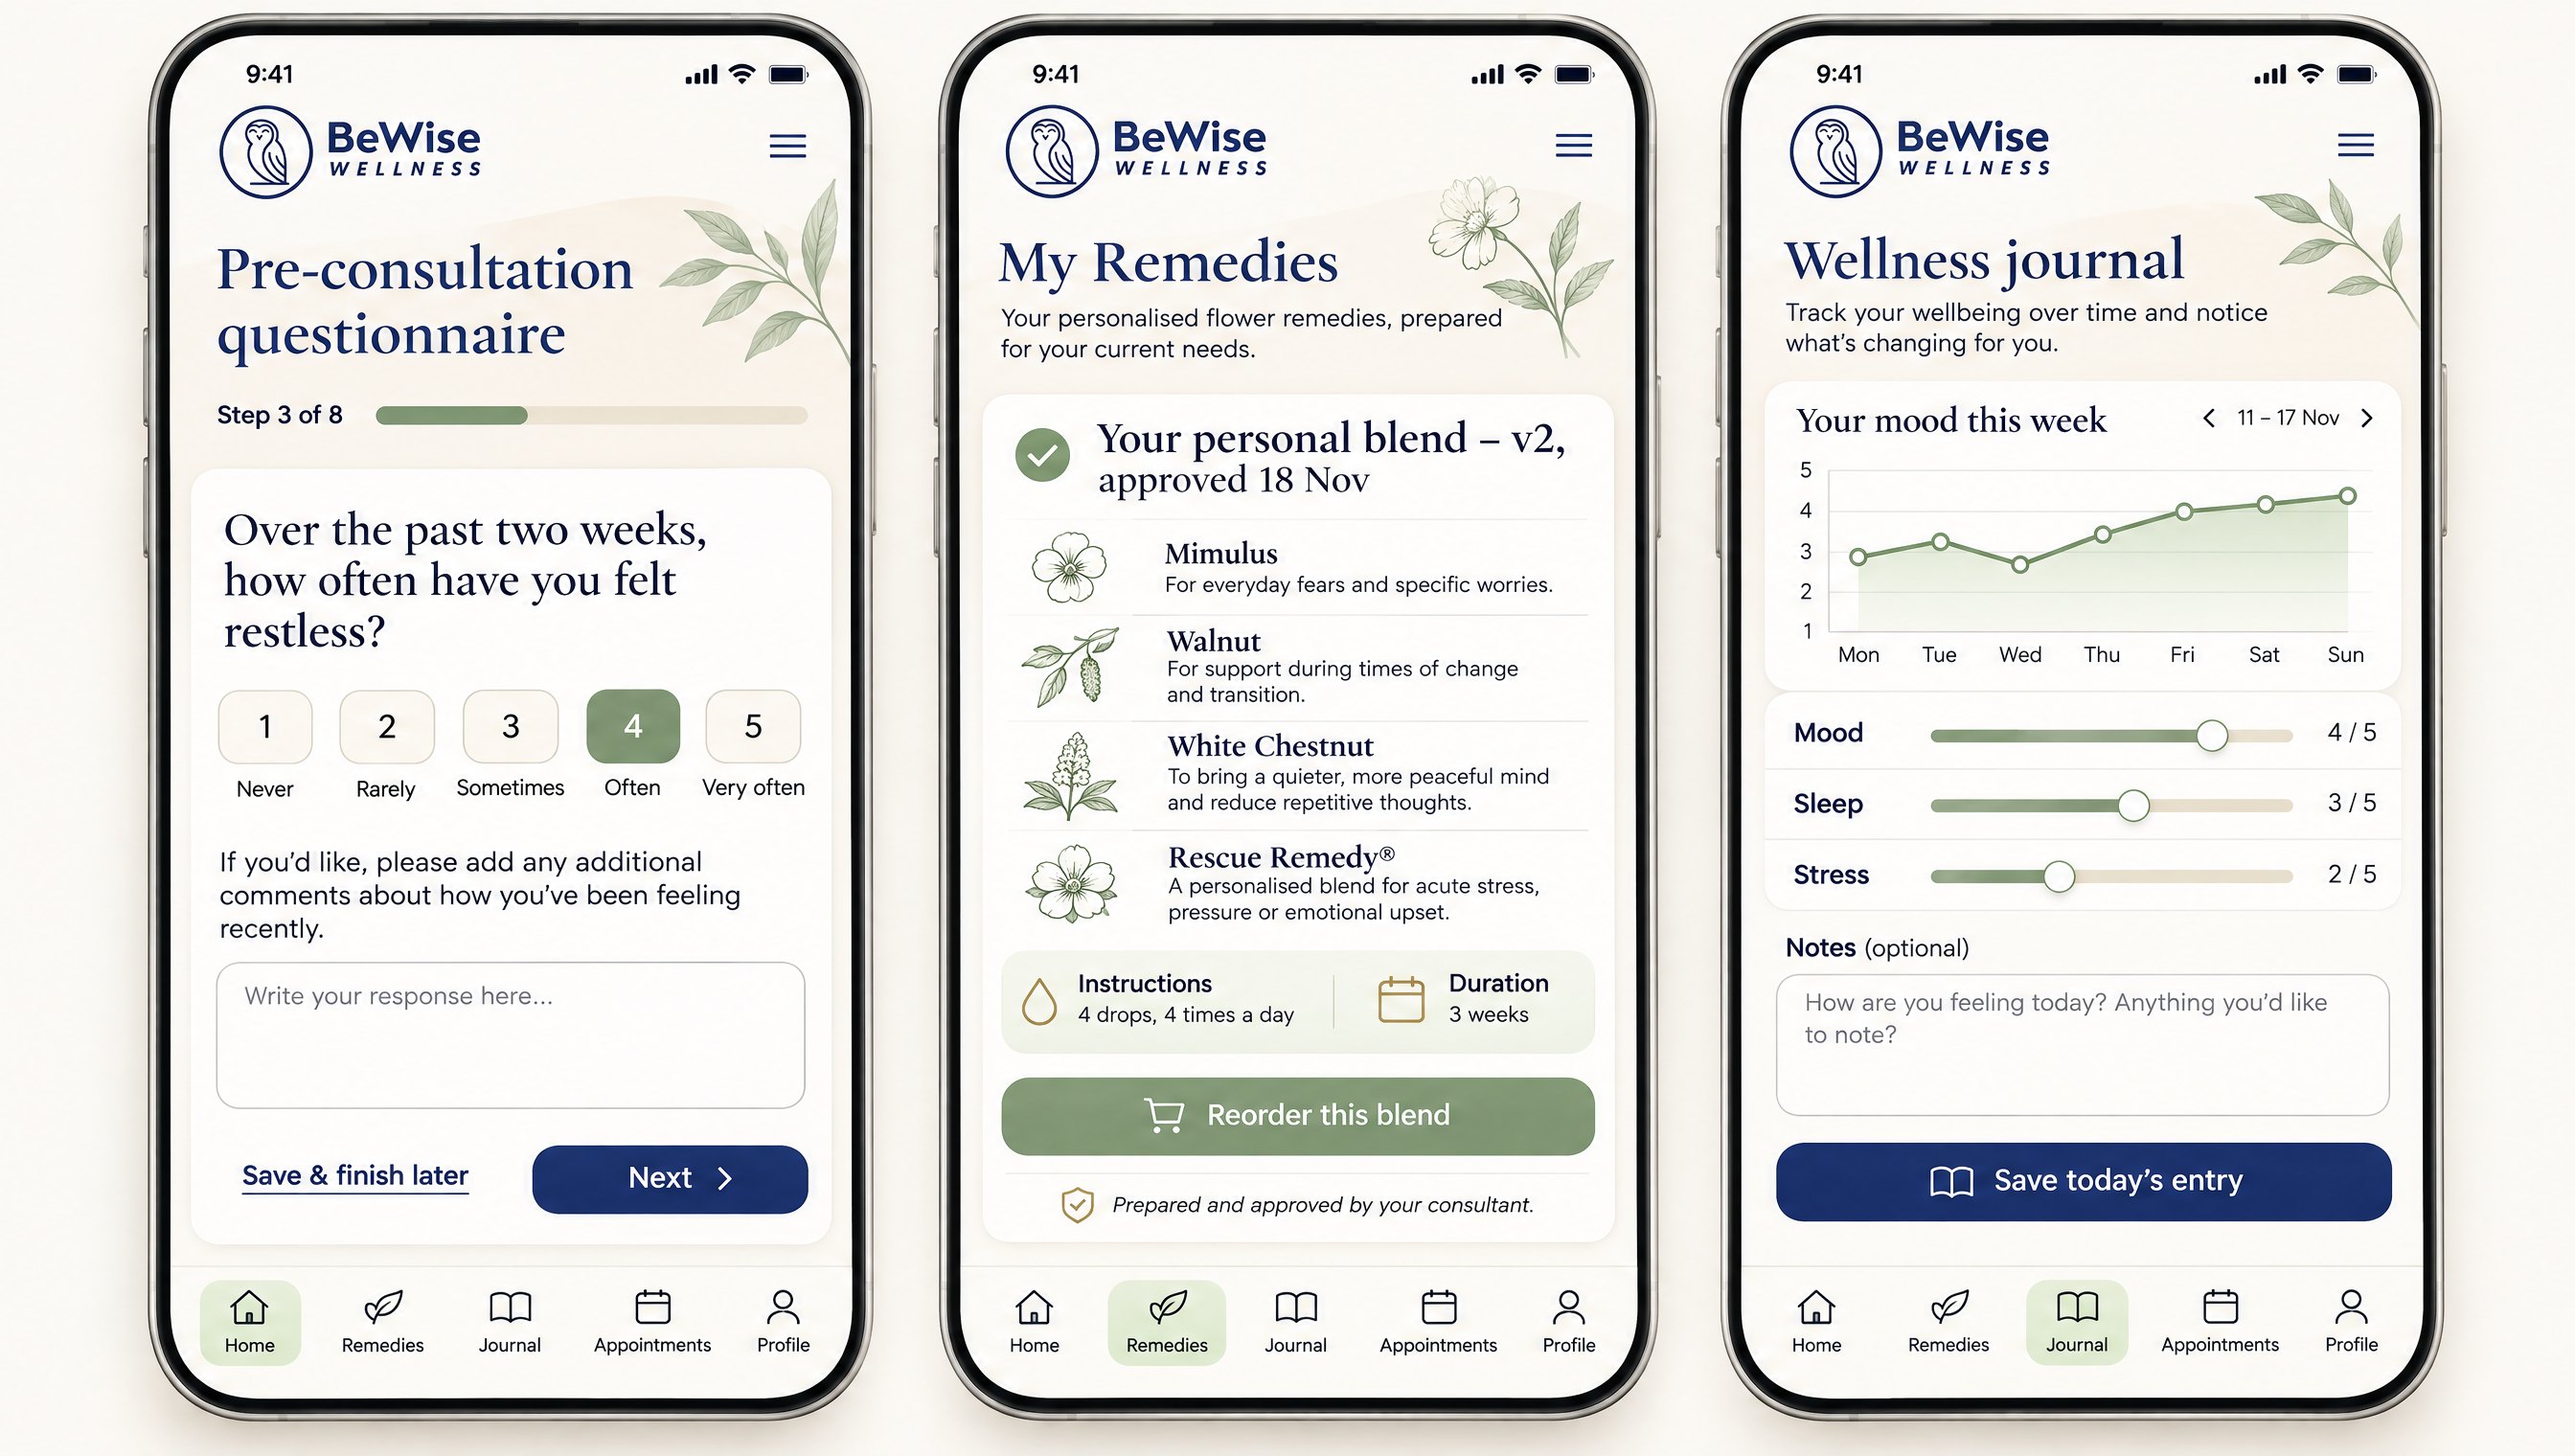 9:41
BeWise
WELLNESS
Pre-consultation
questionnaire
Step 3 of 8
Over the past two weeks,
how often have you felt
restless?
1 2 3 4 5
Never Rarely Sometimes Often Very often
If you’d like, please add any additional
comments about how you’ve been feeling
recently.
Write your response here...
Save & finish later Next
Home Remedies Journal Appointments Profile
9:41
BeWise
WELLNESS
My Remedies
Your personalised flower remedies, prepared
for your current needs.
Your personal blend – v2,
approved 18 Nov
Mimulus
For everyday fears and specific worries.
Walnut
For support during times of change
and transition.
White Chestnut
To bring a quieter, more peaceful mind
and reduce repetitive thoughts.
Rescue Remedy®
A personalised blend for acute stress,
pressure or emotional upset.
Instructions
4 drops, 4 times a day
Duration
3 weeks
Reorder this blend
Prepared and approved by your consultant.
Home Remedies Journal Appointments Profile
9:41
BeWise
WELLNESS
Wellness journal
Track your wellbeing over time and notice
what’s changing for you.
Your mood this week 11 – 17 Nov
5
4
3
2
1
Mon Tue Wed Thu Fri Sat Sun
Mood 4 / 5
Sleep 3 / 5
Stress 2 / 5
Notes (optional)
How are you feeling today? Anything you’d like
to note?
Save today’s entry
Home Remedies Journal Appointments Profile